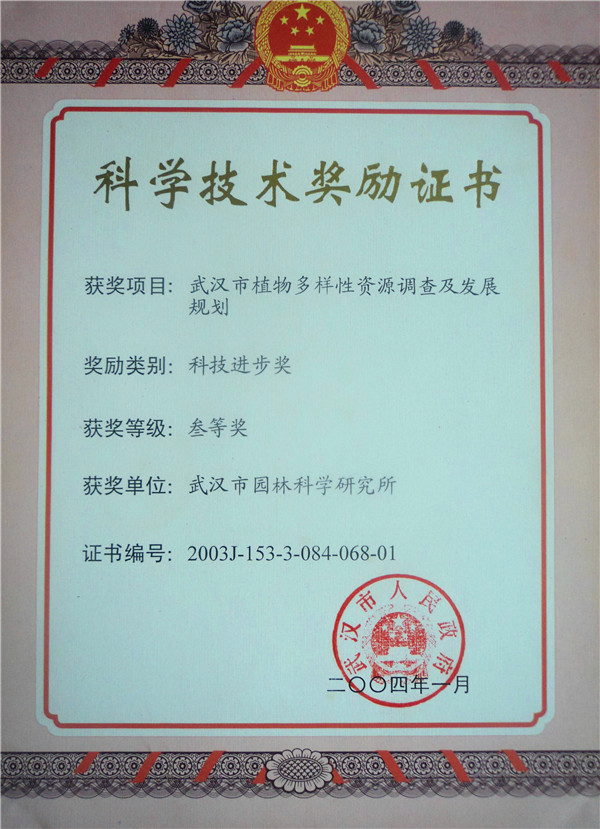 科学技术奖励证书
获奖项目：武汉市植物多样性资源调查及发展
规划
奖励类别：科技进步奖
获奖等级：叁等奖
获奖单位：武汉市园林科学研究所
证书编号：2003J-153-3-084-068-01
武汉市人民政府
二〇〇四年一月